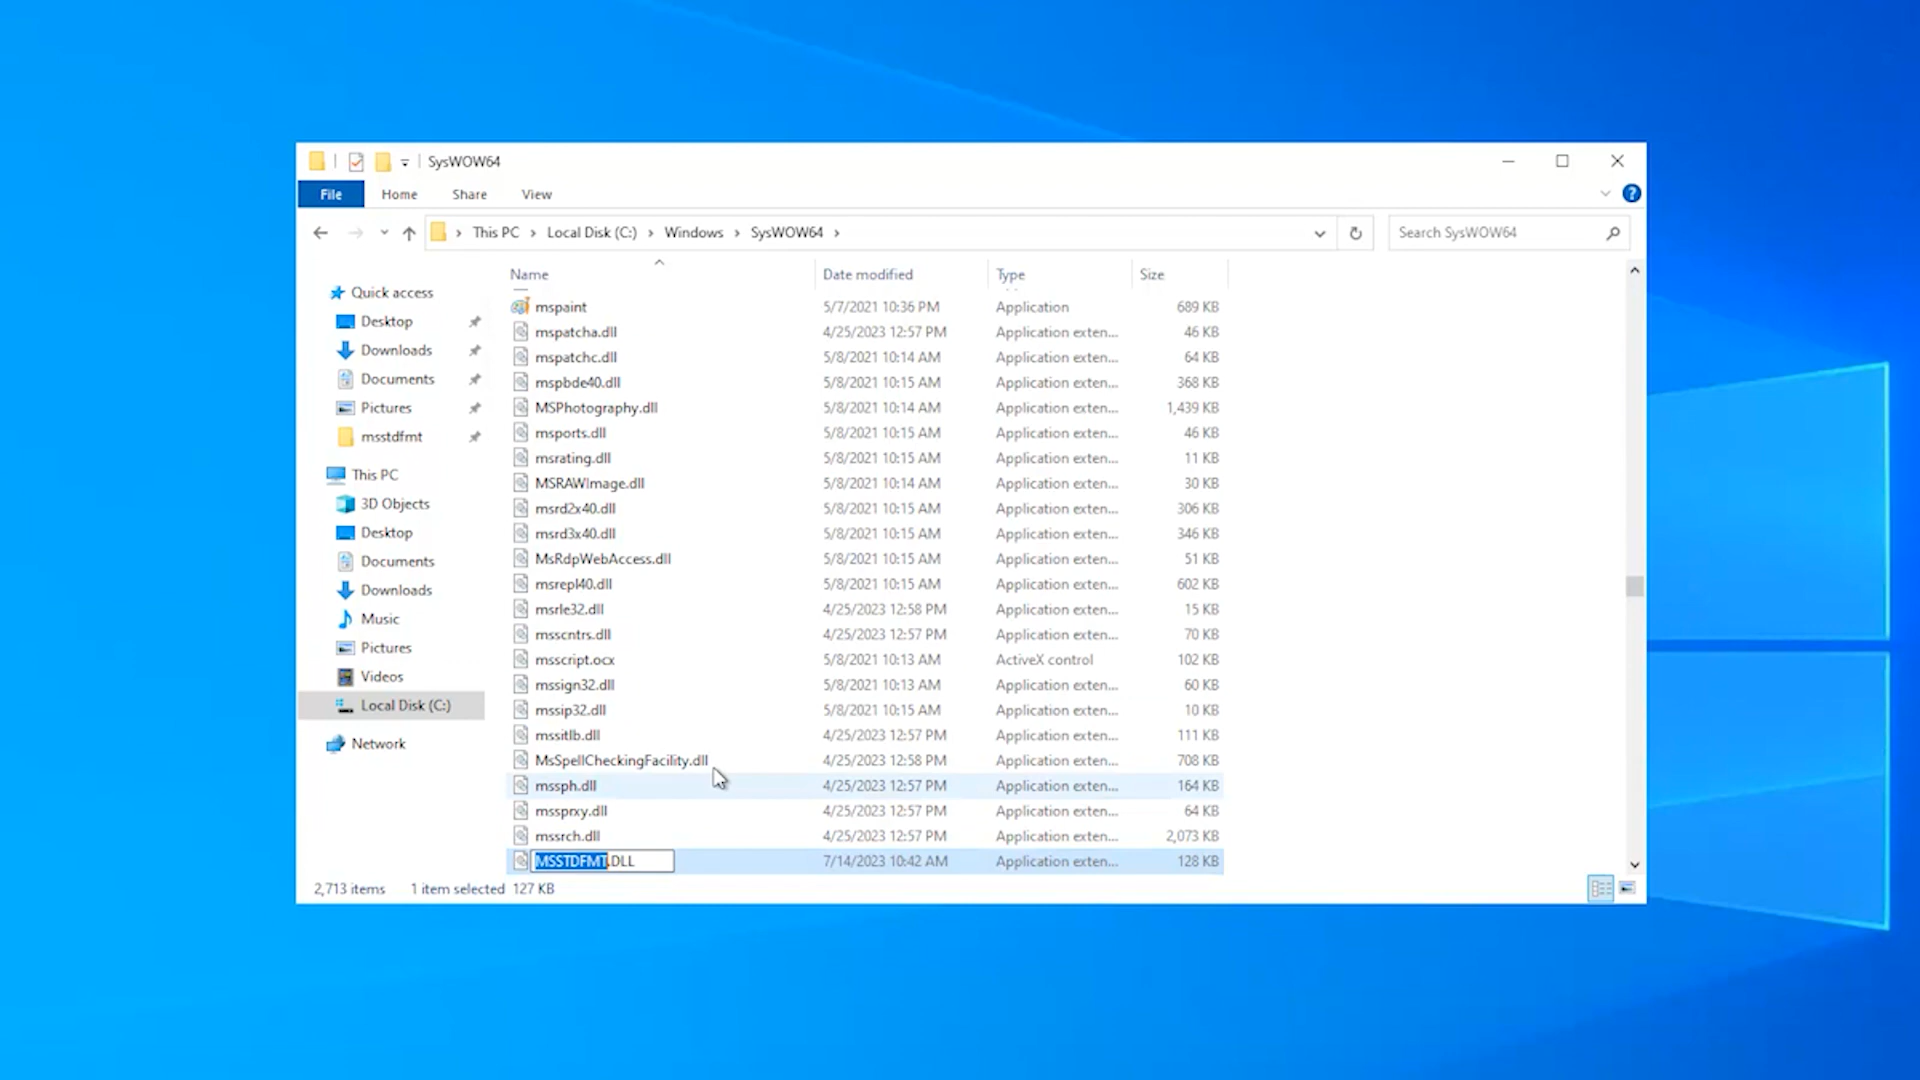 SysWOW64
File Home Share View
This PC Local Disk (C:) Windows SysWOW64
Search SysWOW64
Name Date modified Type Size
Quick access
Desktop
Downloads
Documents
Pictures
msstdfmt
This PC
3D Objects
Desktop
Documents
Downloads
Music
Pictures
Videos
Local Disk (C:)
Network
mspaint 5/7/2021 10:36 PM Application 689 KB
mspatcha.dll 4/25/2023 12:57 PM Application exten... 46 KB
mspatchc.dll 5/8/2021 10:14 AM Application exten... 64 KB
mspbde40.dll 5/8/2021 10:15 AM Application exten... 368 KB
MSPhotography.dll 5/8/2021 10:14 AM Application exten... 1,439 KB
msports.dll 5/8/2021 10:15 AM Application exten... 46 KB
msrating.dll 5/8/2021 10:15 AM Application exten... 11 KB
MSRAWImage.dll 5/8/2021 10:14 AM Application exten... 30 KB
msrd2x40.dll 5/8/2021 10:15 AM Application exten... 306 KB
msrd3x40.dll 5/8/2021 10:15 AM Application exten... 346 KB
MsRdpWebAccess.dll 5/8/2021 10:15 AM Application exten... 51 KB
msrepl40.dll 5/8/2021 10:15 AM Application exten... 602 KB
msrle32.dll 4/25/2023 12:58 PM Application exten... 15 KB
msscntrs.dll 4/25/2023 12:57 PM Application exten... 70 KB
msscript.ocx 5/8/2021 10:13 AM ActiveX control 102 KB
mssign32.dll 5/8/2021 10:13 AM Application exten... 60 KB
mssip32.dll 5/8/2021 10:15 AM Application exten... 10 KB
mssitlb.dll 4/25/2023 12:57 PM Application exten... 111 KB
MsSpellCheckingFacility.dll 4/25/2023 12:58 PM Application exten... 708 KB
mssph.dll 4/25/2023 12:57 PM Application exten... 164 KB
mssprxy.dll 4/25/2023 12:57 PM Application exten... 64 KB
mssrch.dll 4/25/2023 12:57 PM Application exten... 2,073 KB
MSSTDFMT.DLL 7/14/2023 10:42 AM Application exten... 128 KB
2,713 items 1 item selected 127 KB